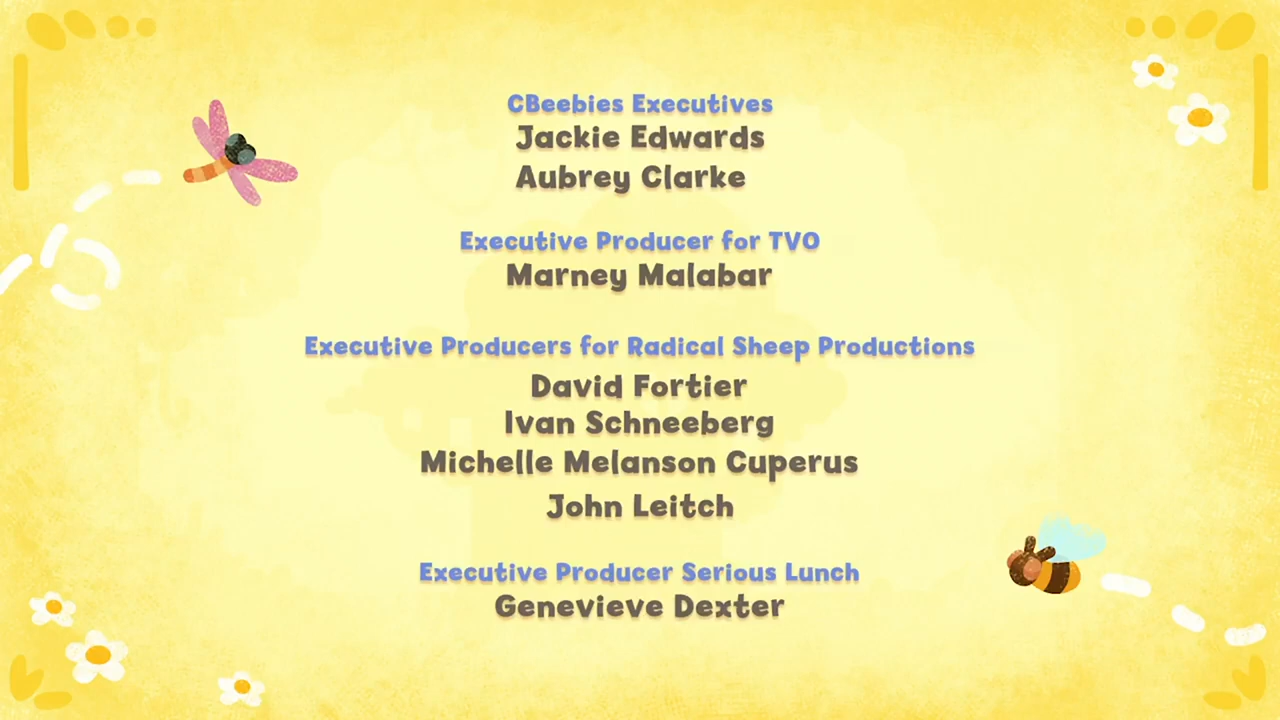 CBeebies Executives
Jackie Edwards
Aubrey Clarke
Executive Producer for TVO
Marney Malabar
Executive Producers for Radical Sheep Productions
David Fortier
Ivan Schneeberg
Michelle Melanson Cuperus
John Leitch
Executive Producer Serious Lunch
Genevieve Dexter